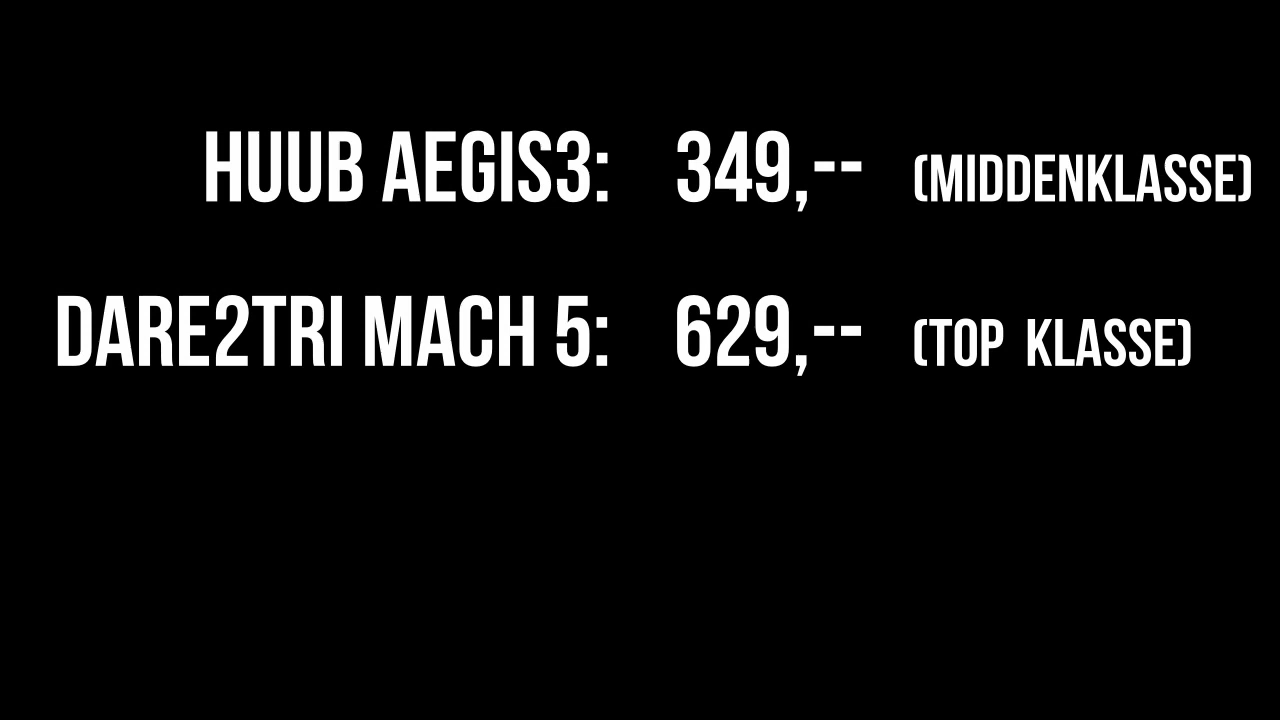 HUUB AEGIS3: 349,-- (MIDDENKLASSE)
DARE2TRI MACH 5: 629,-- (TOP KLASSE)